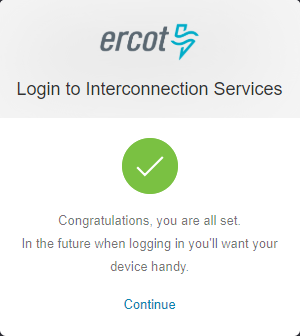 ercot
Login to Interconnection Services
Congratulations, you are all set.
In the future when logging in you'll want your
device handy.
Continue